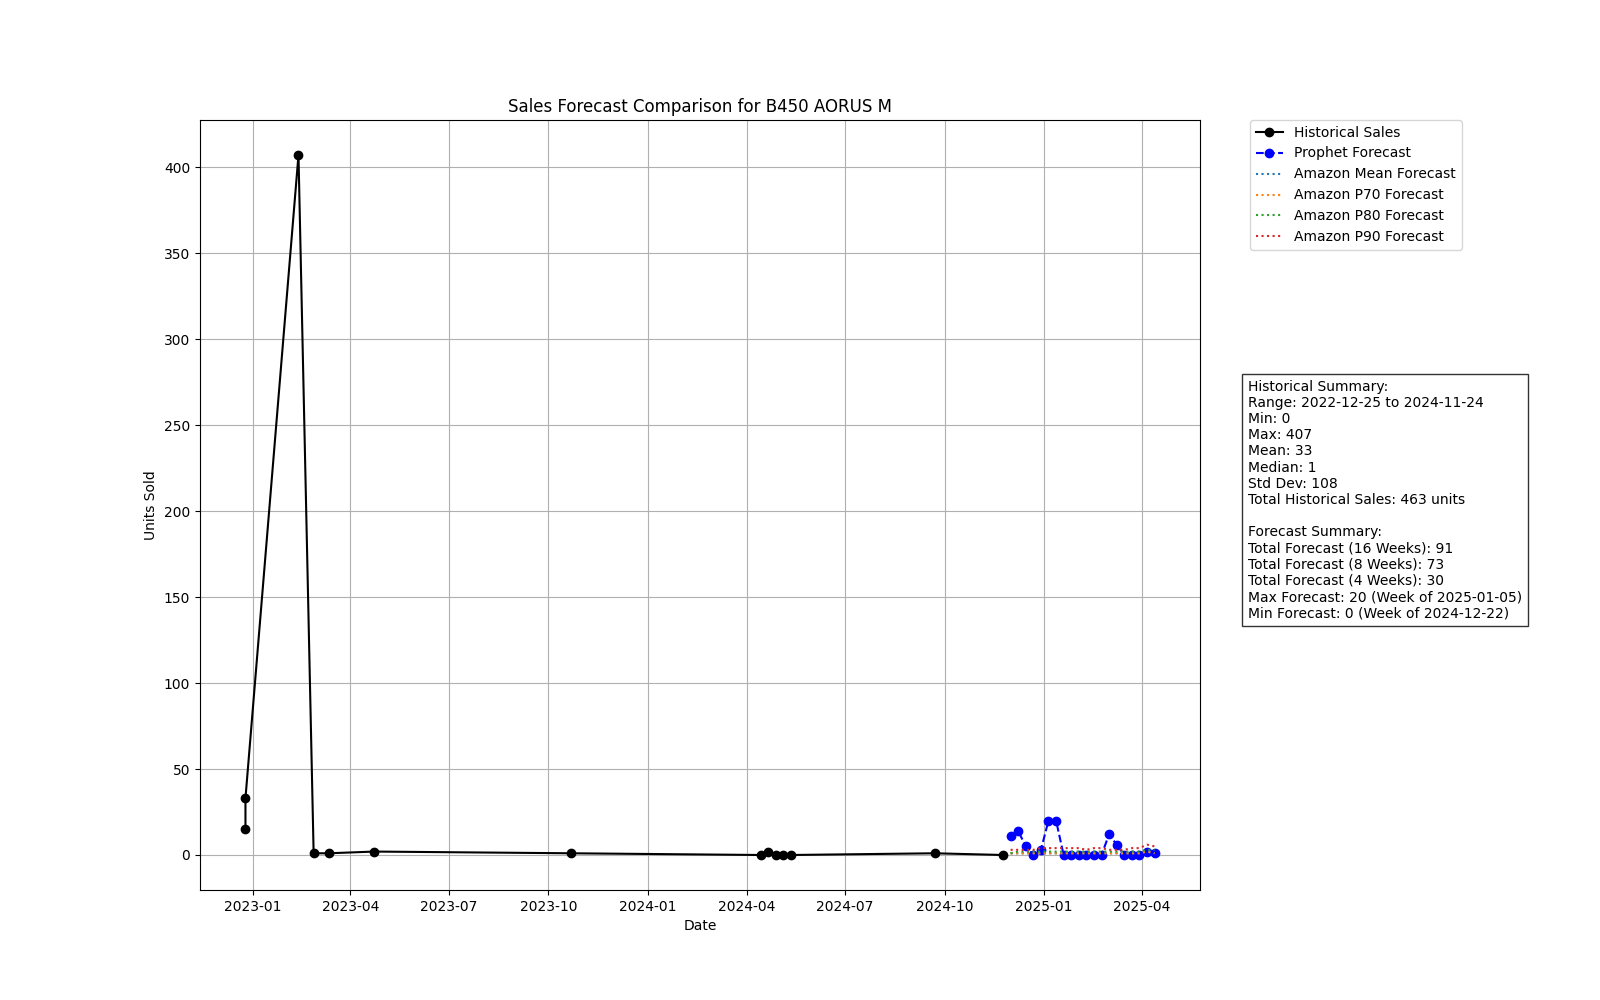 Sales Forecast Comparison for B450 AORUS M
Historical Sales
Prophet Forecast
Amazon Mean Forecast
Amazon P70 Forecast
Amazon P80 Forecast
Amazon P90 Forecast
400
350
300
250
200
150
100
50
0
Units Sold
2023-01 2023-04 2023-07 2023-10 2024-01 2024-04 2024-07 2024-10 2025-01 2025-04
Date
Historical Summary:
Range: 2022-12-25 to 2024-11-24
Min: 0
Max: 407
Mean: 33
Median: 1
Std Dev: 108
Total Historical Sales: 463 units
Forecast Summary:
Total Forecast (16 Weeks): 91
Total Forecast (8 Weeks): 73
Total Forecast (4 Weeks): 30
Max Forecast: 20 (Week of 2025-01-05)
Min Forecast: 0 (Week of 2024-12-22)